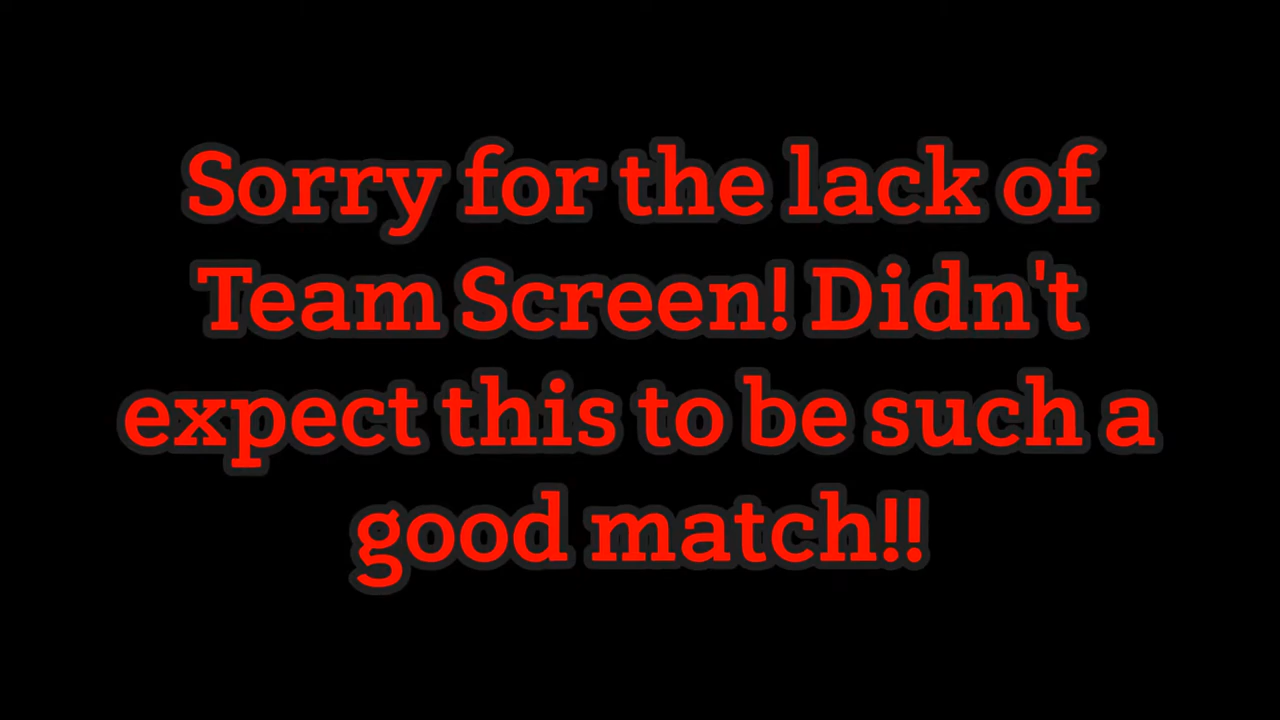 Sorry for the lack of
Team Screen! Didn't
expect this to be such a
good match!!